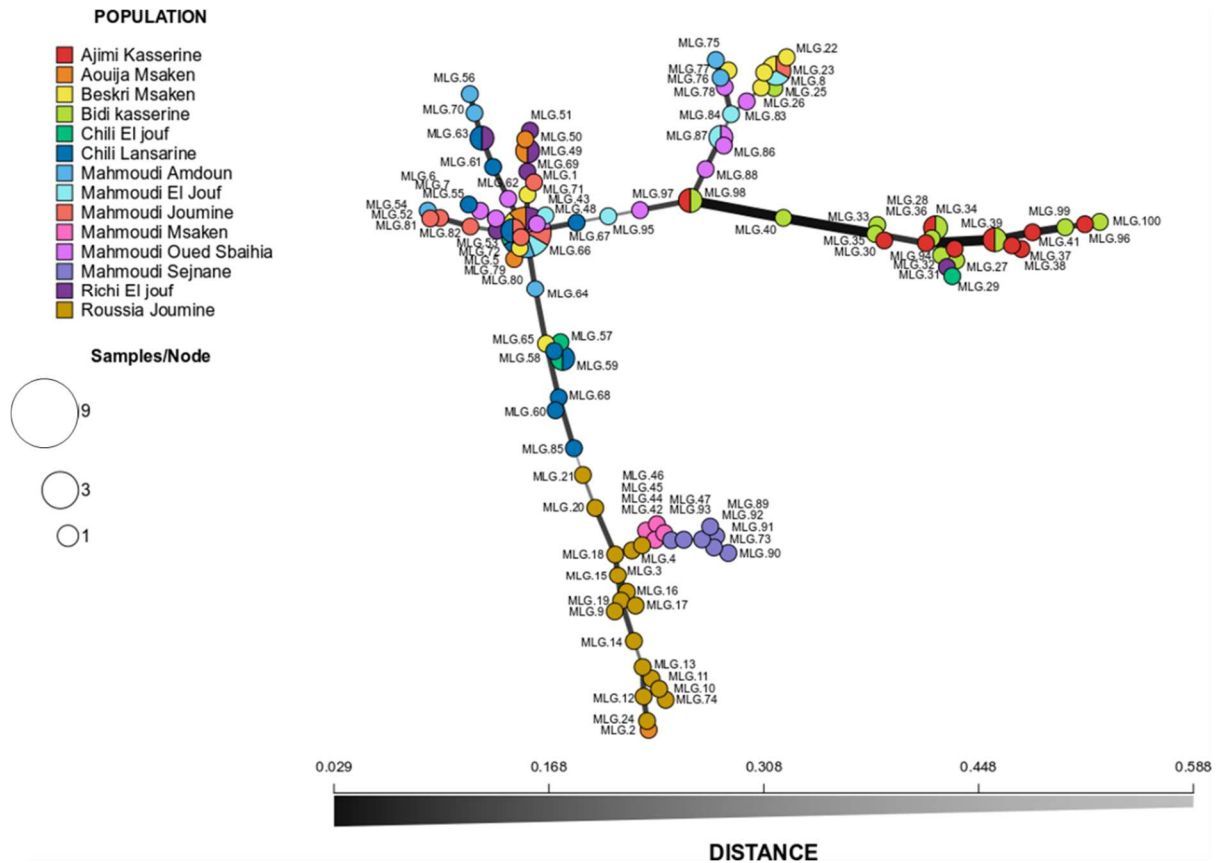 POPULATION
Ajimi Kasserine
Aouija Msaken
Beskri Msaken
Bidi kasserine
Chili El jouf
Chili Lansarine
Mahmoudi Amdoun
Mahmoudi El Jouf
Mahmoudi Joumine
Mahmoudi Msaken
Mahmoudi Oued Sbaihia
Mahmoudi Sejnane
Richi El jouf
Roussia Joumine
Samples/Node
9
3
1
MLG.75
MLG.22
MLG.77
MLG.23
MLG.76
MLG.8
MLG.78
MLG.25
MLG.26
MLG.84
MLG.83
MLG.87
MLG.86
MLG.88
MLG.56
MLG.70
MLG.63
MLG.51
MLG.50
MLG.49
MLG.61
MLG.69
MLG.6
MLG.1
MLG.7
MLG.62
MLG.71
MLG.55
MLG.43
MLG.54
MLG.48
MLG.52
MLG.81
MLG.82
MLG.67
MLG.95
MLG.97
MLG.98
MLG.53
MLG.66
MLG.72
MLG.5
MLG.79
MLG.80
MLG.40
MLG.28
MLG.36
MLG.34
MLG.33
MLG.39
MLG.99
MLG.100
MLG.35
MLG.41
MLG.96
MLG.30
MLG.94
MLG.37
MLG.32
MLG.27
MLG.38
MLG.31
MLG.29
MLG.64
MLG.65
MLG.57
MLG.58
MLG.59
MLG.68
MLG.60
MLG.85
MLG.21
MLG.20
MLG.46
MLG.45
MLG.44
MLG.42
MLG.47
MLG.93
MLG.89
MLG.92
MLG.91
MLG.73
MLG.90
MLG.18
MLG.4
MLG.3
MLG.15
MLG.16
MLG.19
MLG.17
MLG.9
MLG.14
MLG.13
MLG.11
MLG.10
MLG.12
MLG.74
MLG.24
MLG.2
0.029 0.168 0.308 0.448 0.588
DISTANCE